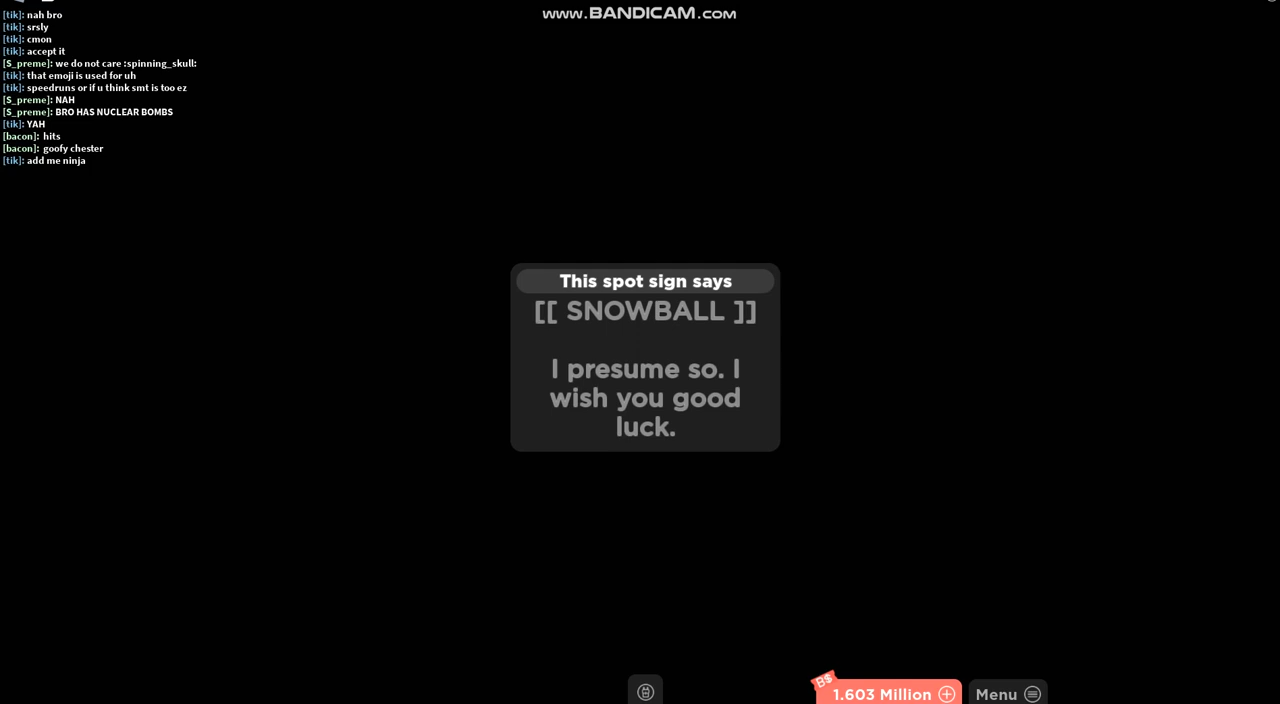 www.BANDICAM.com
[tik]: nah bro
[tik]: srsly
[tik]: cmon
[tik]: accept it
[S_preme]: we do not care :spinning_skull:
[tik]: that emoji is used for uh
[tik]: speedruns or if u think smt is too ez
[S_preme]: NAH
[S_preme]: BRO HAS NUCLEAR BOMBS
[tik]: YAH
[bacon]: hits
[bacon]: goofy chester
[tik]: add me ninja
This spot sign says
[[ SNOWBALL ]]
I presume so. I
wish you good
luck.
B$
1.603 Million
Menu